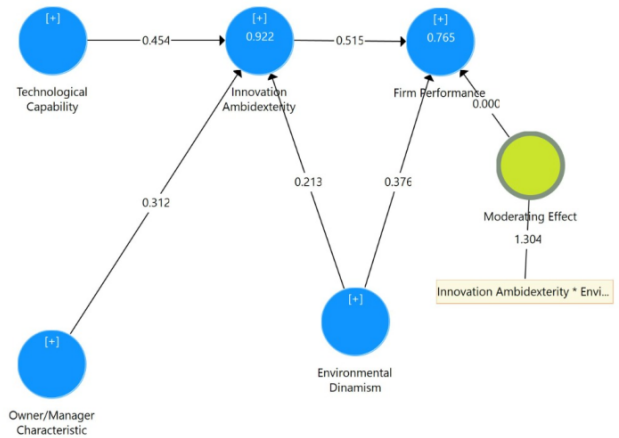 [+]
[+]
0.922
[+]
0.765
0.454
0.515
Technological
Capability
Innovation
Ambidexterity
Firm Performance
0.000
0.312
0.213
0.376
Moderating Effect
1.304
Innovation Ambidexterity * Envi...
[+]
[+]
Environmental
Dinamism
Owner/Manager
Characteristic